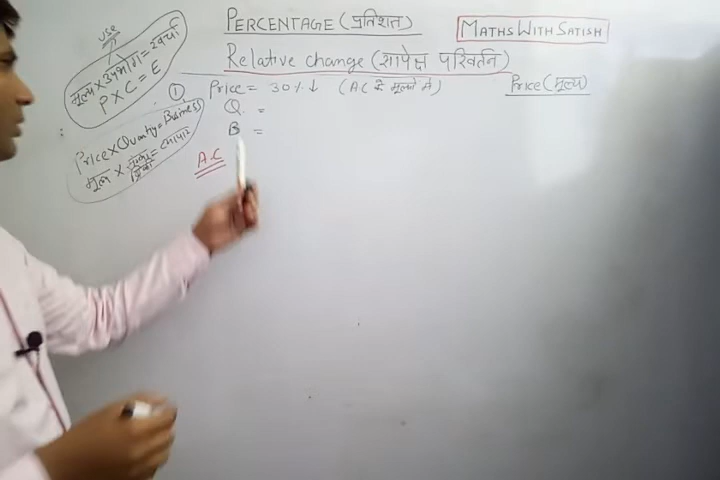 PERCENTAGE (प्रतिशत)
MATHS WITH SATISH
Relative change (सापेक्ष परिवर्तन)
use
मूल्य × उपभोग = खर्चा
P × C = E
Price × Quantity = Business
मूल्य × = व्यापार
① Price = 30% ↓ (AC के मूल्य में)
Q. =
B =
A.C
Price (मूल्य)